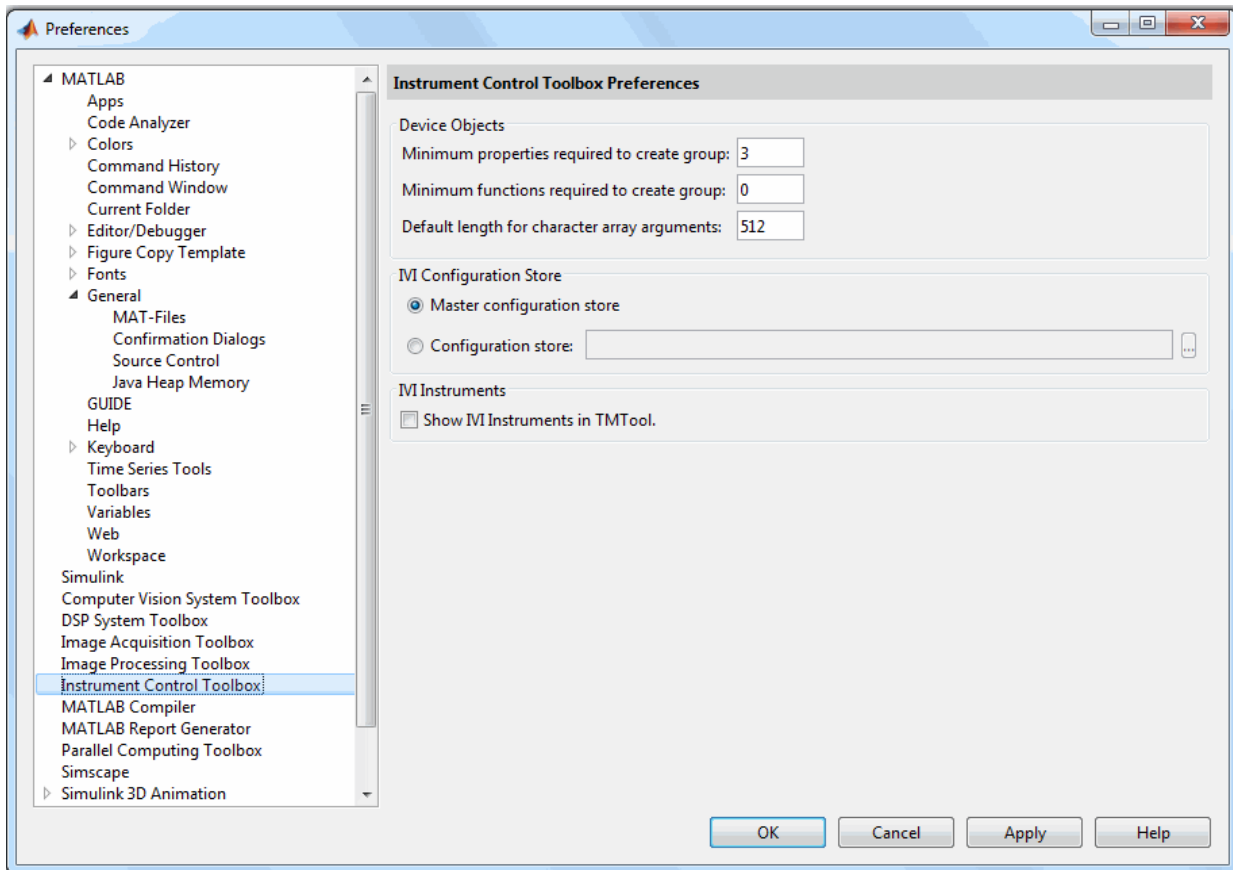 Preferences
MATLAB
Apps
Code Analyzer
Colors
Command History
Command Window
Current Folder
Editor/Debugger
Figure Copy Template
Fonts
General
MAT-Files
Confirmation Dialogs
Source Control
Java Heap Memory
GUIDE
Help
Keyboard
Time Series Tools
Toolbars
Variables
Web
Workspace
Simulink
Computer Vision System Toolbox
DSP System Toolbox
Image Acquisition Toolbox
Image Processing Toolbox
Instrument Control Toolbox
MATLAB Compiler
MATLAB Report Generator
Parallel Computing Toolbox
Simscape
Simulink 3D Animation
Instrument Control Toolbox Preferences
Device Objects
Minimum properties required to create group: 3
Minimum functions required to create group: 0
Default length for character array arguments: 512
IVI Configuration Store
Master configuration store
Configuration store: ...
IVI Instruments
Show IVI Instruments in TMTool.
OK Cancel Apply Help